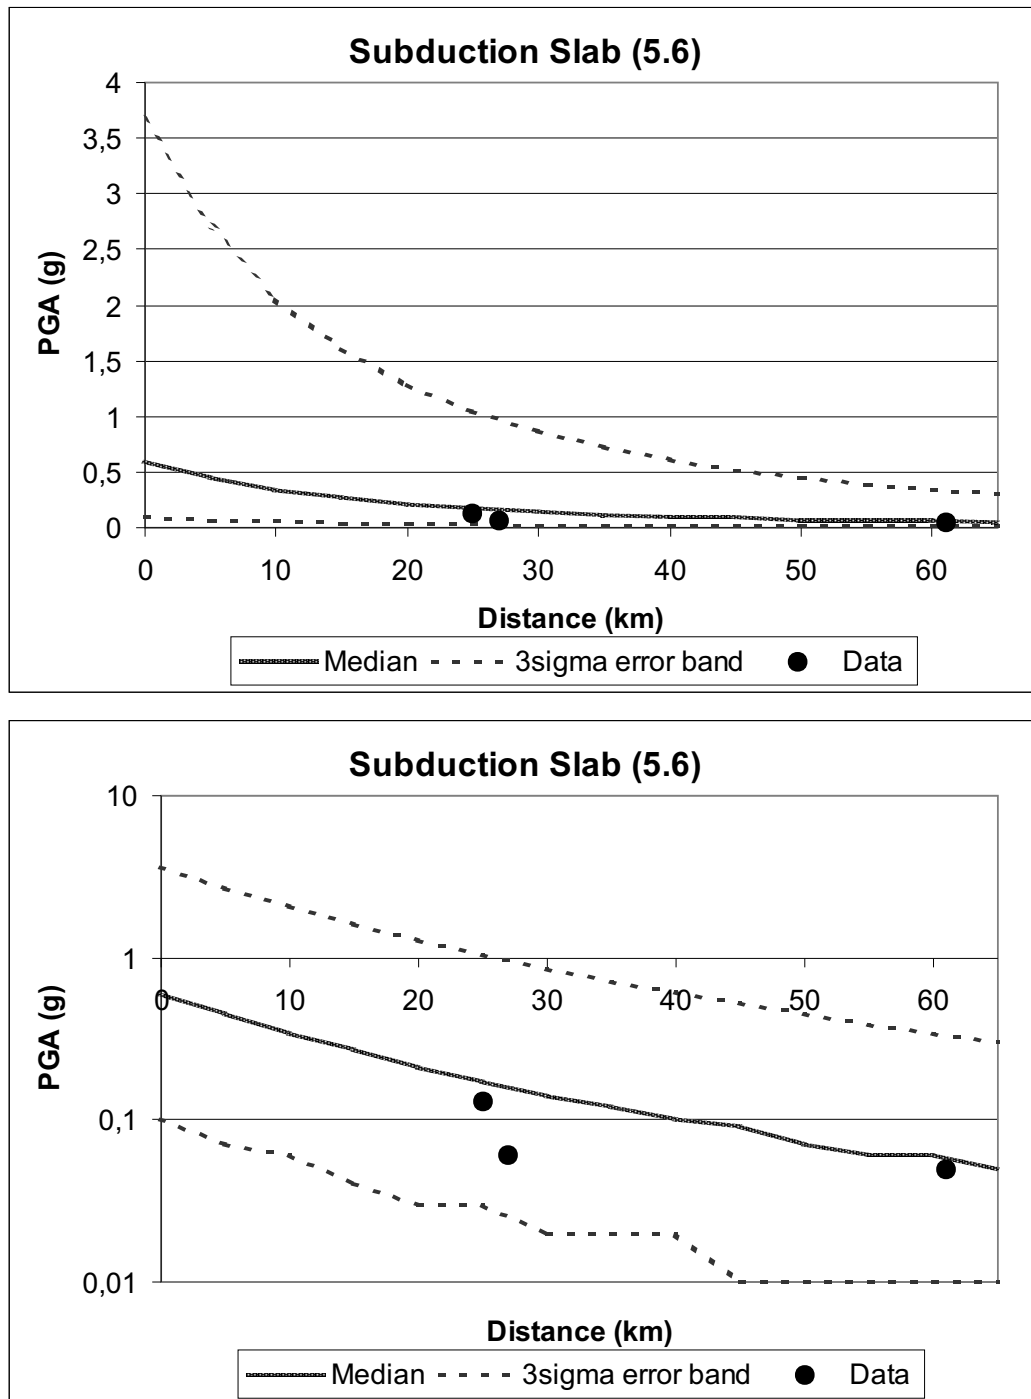 Subduction Slab (5.6)
4
3,5
3
2,5
2
1,5
1
0,5
0
PGA (g)
0 10 20 30 40 50 60
Distance (km)
Median 3sigma error band Data
Subduction Slab (5.6)
10
1
0,1
0,01
PGA (g)
0 10 20 30 40 50 60
Distance (km)
Median 3sigma error band Data